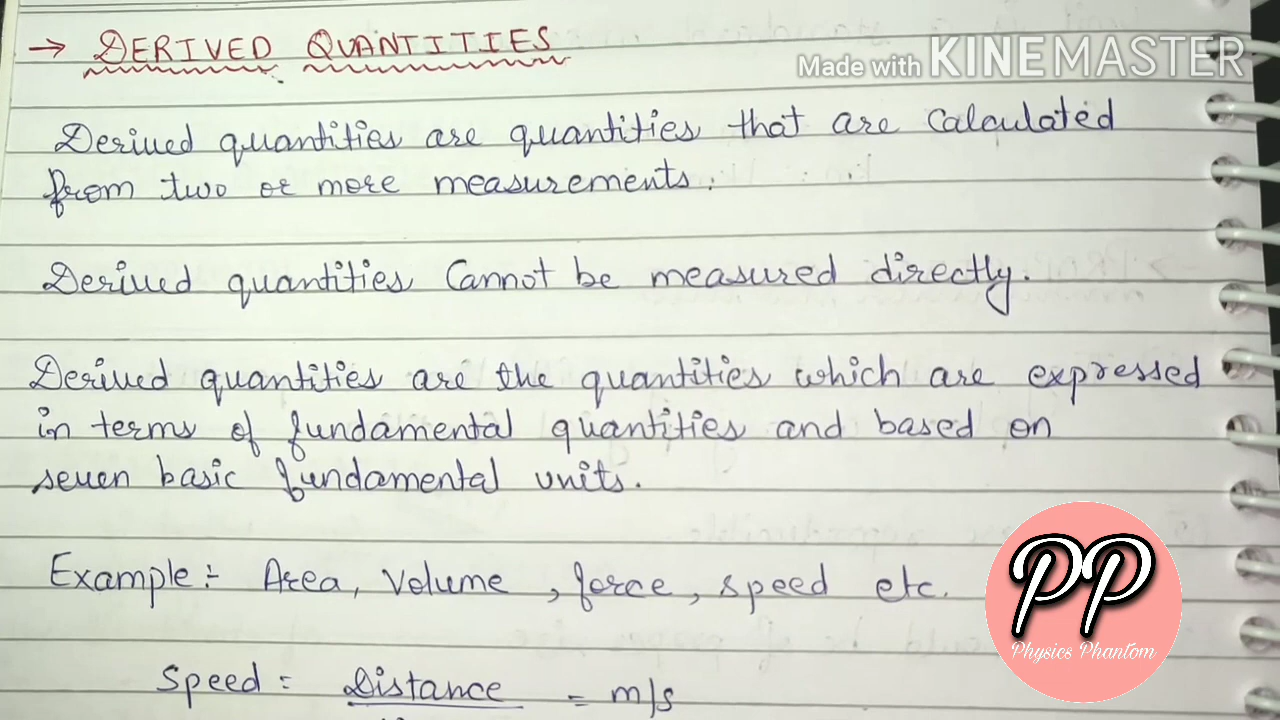 → DERIVED QUANTITIES
Made with KINEMASTER
Derived quantities are quantities that are calculated
from two or more measurements.
Derived quantities cannot be measured directly.
Derived quantities are the quantities which are expressed
in terms of fundamental quantities and based on
seven basic fundamental units.
Example :- Area, Volume , force , speed etc.
PP
Physics Phantom
Speed = Distance = m/s